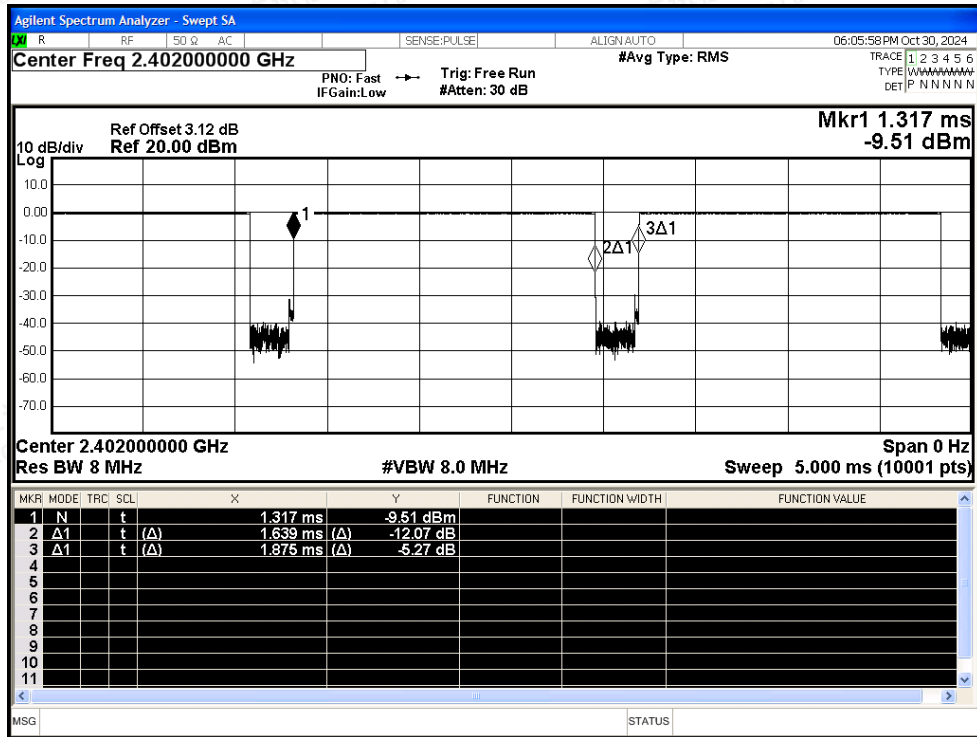 Agilent Spectrum Analyzer - Swept SA
LXI R RF 50 Ω AC SENSE:PULSE ALIGN AUTO 06:05:58 PM Oct 30, 2024
Center Freq 2.402000000 GHz #Avg Type: RMS TRACE 1 2 3 4 5 6
PNO: Fast Trig: Free Run TYPE WWWWWW
IFGain:Low #Atten: 30 dB DET P N N N N N
Mkr1 1.317 ms
-9.51 dBm
Ref Offset 3.12 dB
10 dB/div Ref 20.00 dBm
Log
10.0
0.00
1
3Δ1
-10.0
2Δ1
-20.0
-30.0
-40.0
-50.0
-60.0
-70.0
Center 2.402000000 GHz Span 0 Hz
Res BW 8 MHz #VBW 8.0 MHz Sweep 5.000 ms (10001 pts)
MKR MODE TRC SCL X Y FUNCTION FUNCTION WIDTH FUNCTION VALUE
1 N t 1.317 ms -9.51 dBm
2 Δ1 t (Δ) 1.639 ms (Δ) -12.07 dB
3 Δ1 t (Δ) 1.875 ms (Δ) -5.27 dB
4
5
6
7
8
9
10
11
MSG STATUS